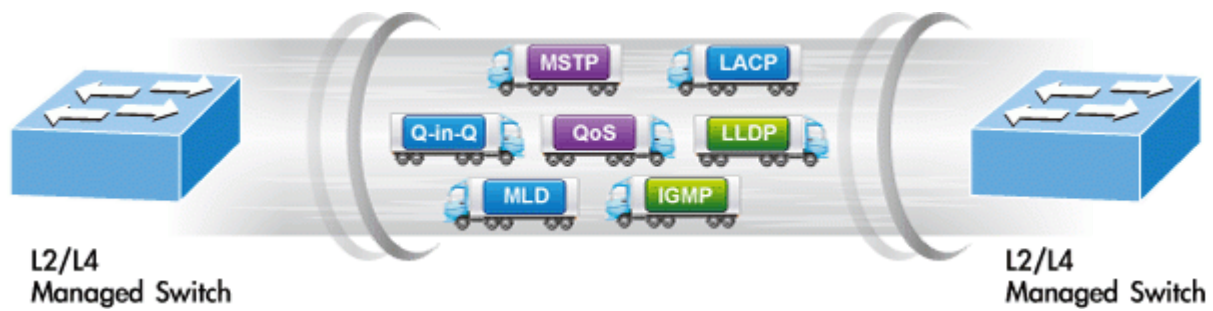 MSTP LACP
Q-in-Q QoS LLDP
MLD IGMP
L2/L4
Managed Switch
L2/L4
Managed Switch